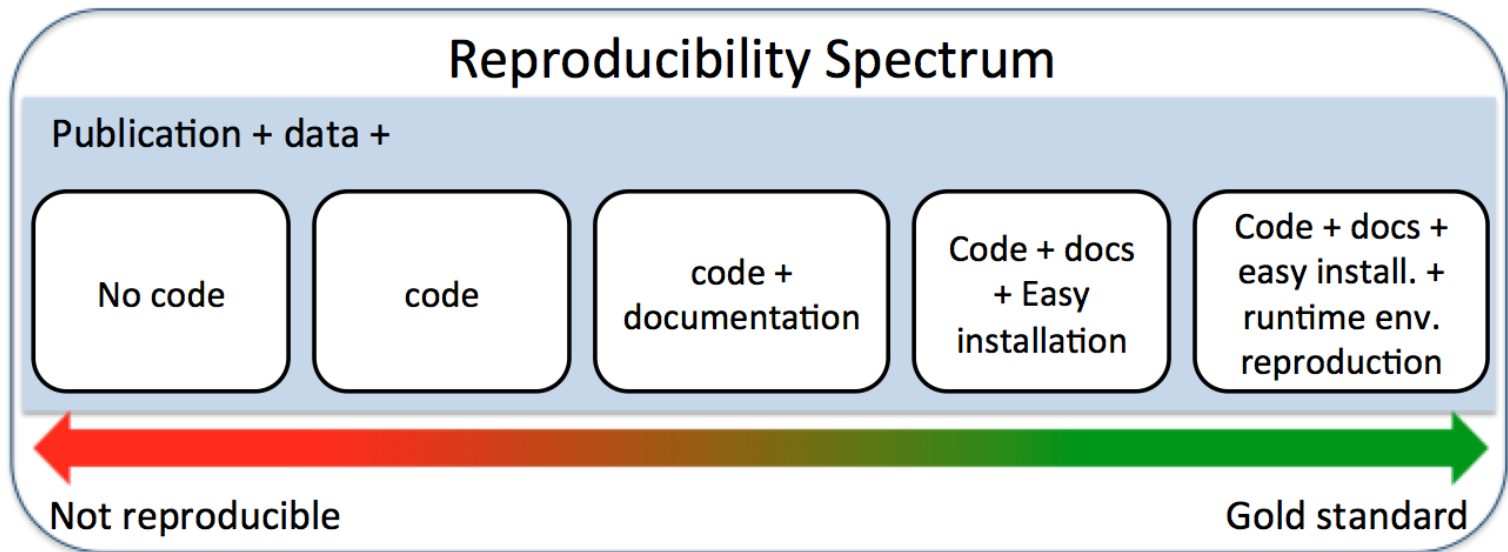 Reproducibility Spectrum
Publication + data +
No code
code
code +
documentation
Code + docs
+ Easy
installation
Code + docs +
easy install. +
runtime env.
reproduction
Not reproducible
Gold standard